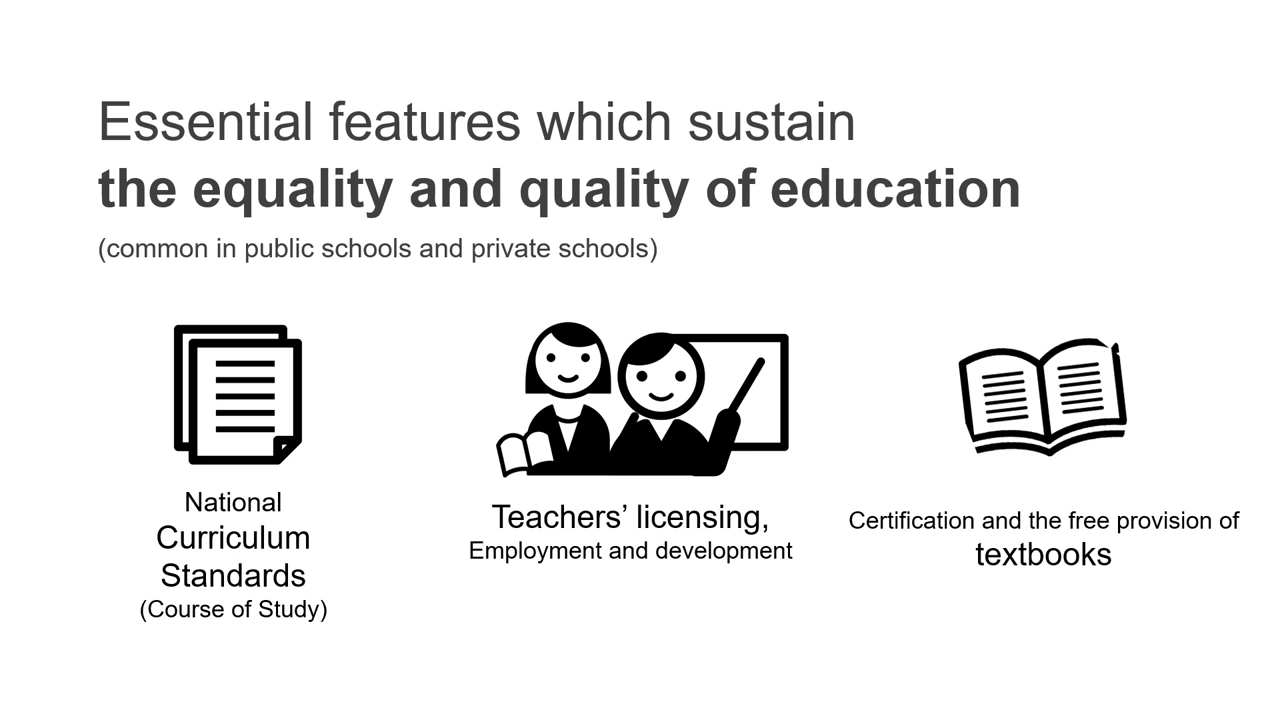 Essential features which sustain
the equality and quality of education
(common in public schools and private schools)
National
Curriculum
Standards
(Course of Study)
Teachers’ licensing,
Employment and development
Certification and the free provision of
textbooks